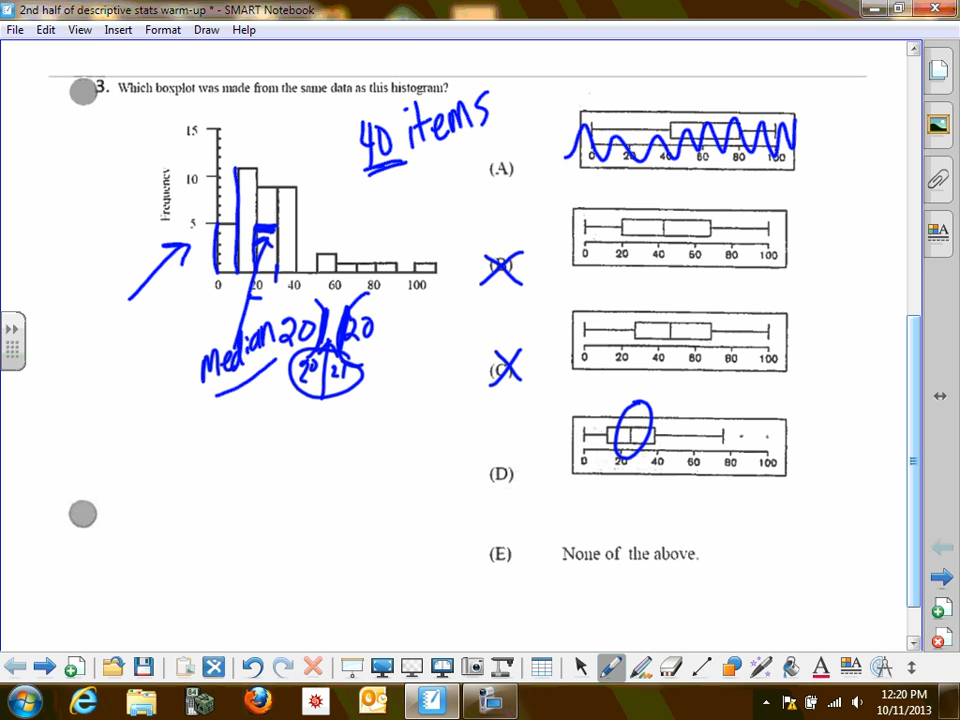 2nd half of descriptive stats warm-up * - SMART Notebook
File Edit View Insert Format Draw Help
3. Which boxplot was made from the same data as this histogram?
40 items
15
10
5
Frequency
0 20 40 60 80 100
Median 20 20
20 21
(A)
0 20 40 60 80 100
(B)
0 20 40 60 80 100
(C)
0 20 40 60 80 100
(D)
0 20 40 60 80 100
(E) None of the above.
12:20 PM
10/11/2013